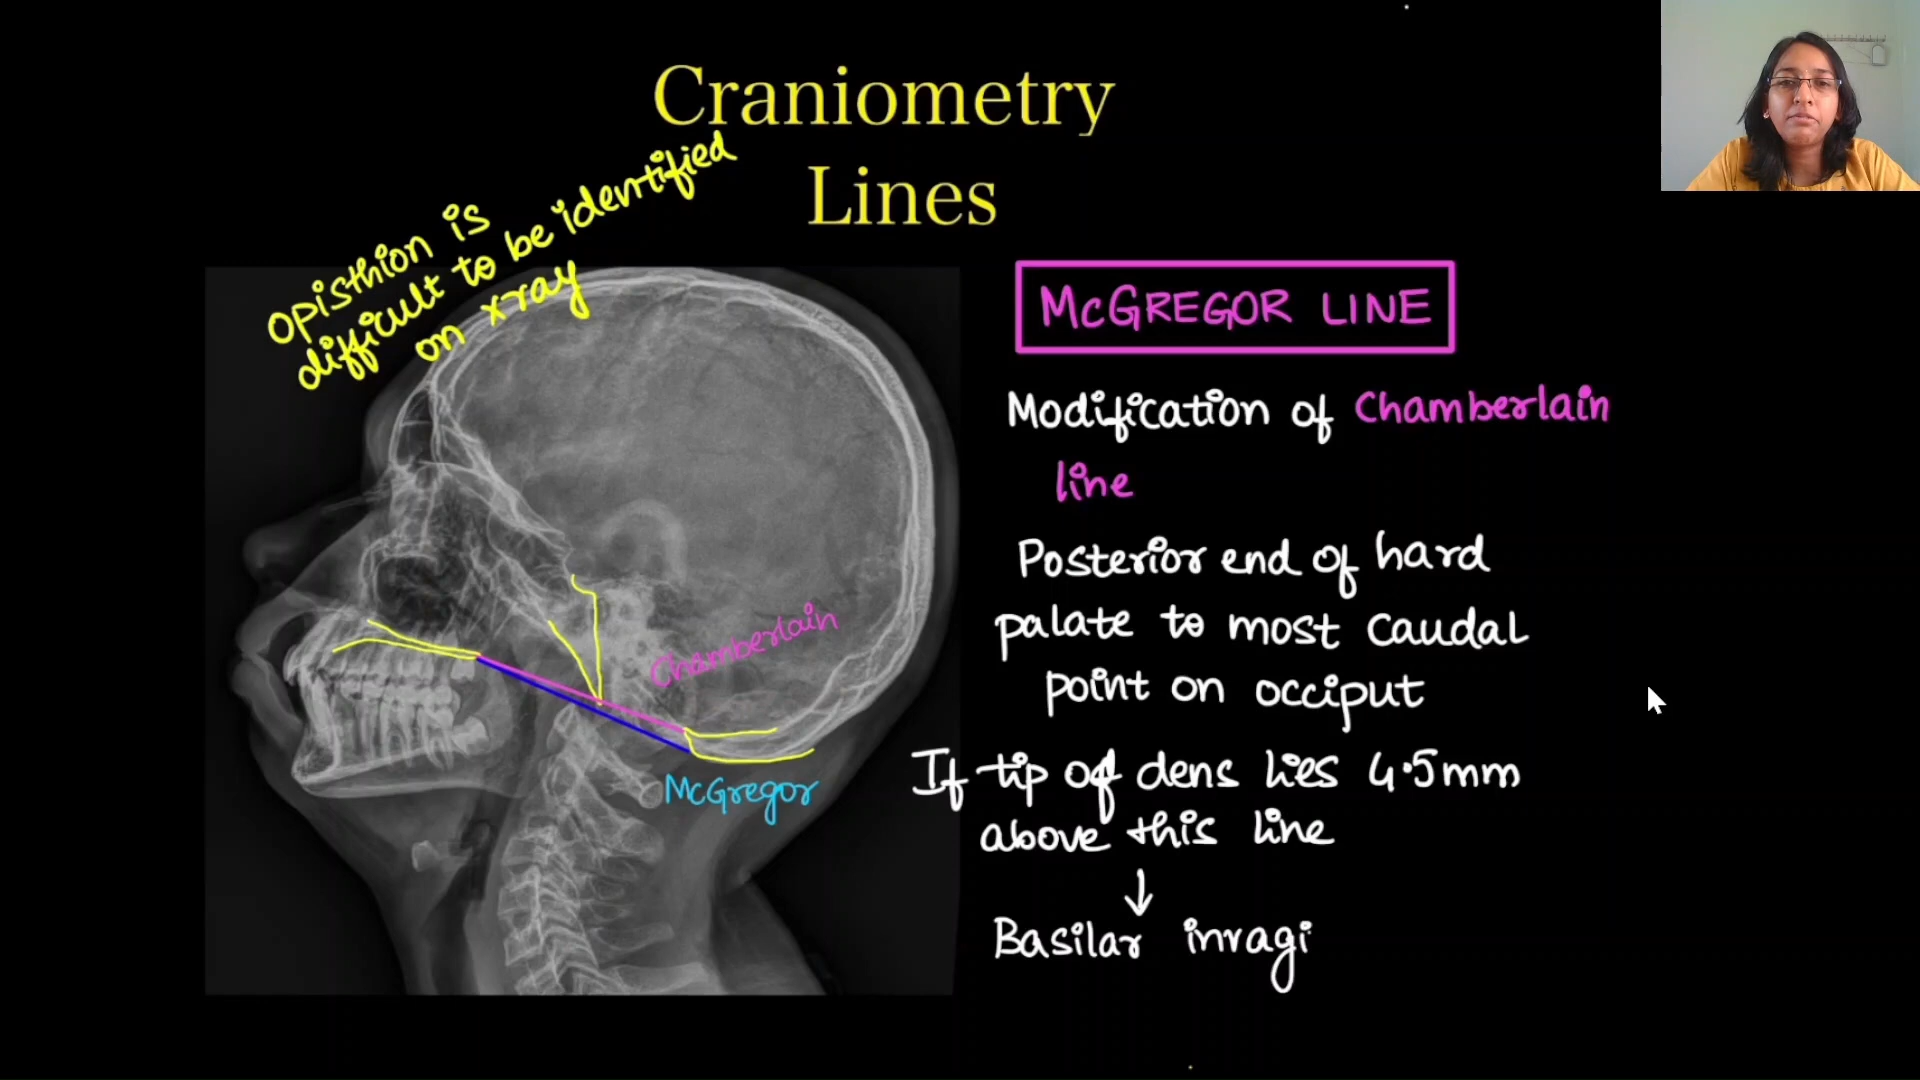 Craniometry
Lines
Opisthion is
difficult to be identified
on xray
McGREGOR LINE
Modification of Chamberlain
line
Posterior end of hard
palate to most caudal
point on occiput
If tip of dens lies 4.5mm
above this line
↓
Basilar invagi
Chamberlain
McGregor